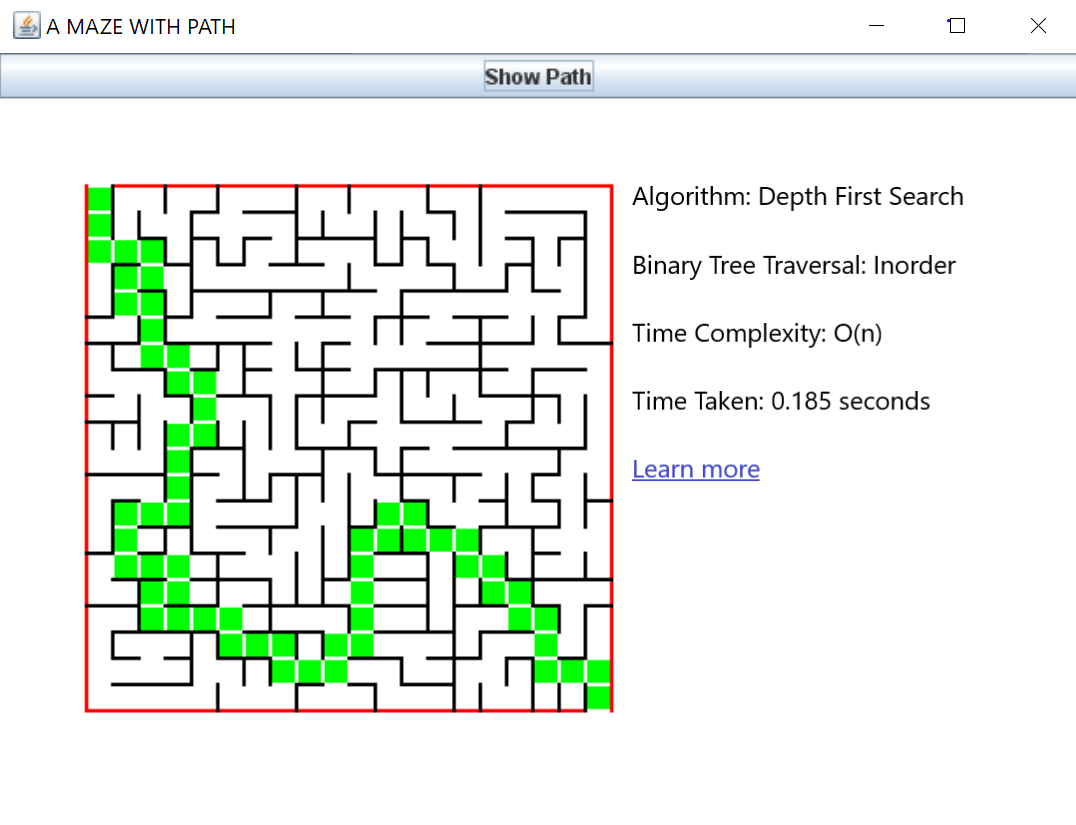 A MAZE WITH PATH
Show Path
Algorithm: Depth First Search
Binary Tree Traversal: Inorder
Time Complexity: O(n)
Time Taken: 0.185 seconds
Learn more